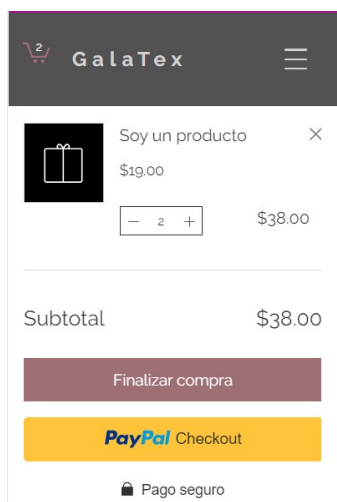 2
GalaTex
Soy un producto
$19.00
2
$38.00
Subtotal
$38.00
Finalizar compra
PayPal Checkout
Pago seguro